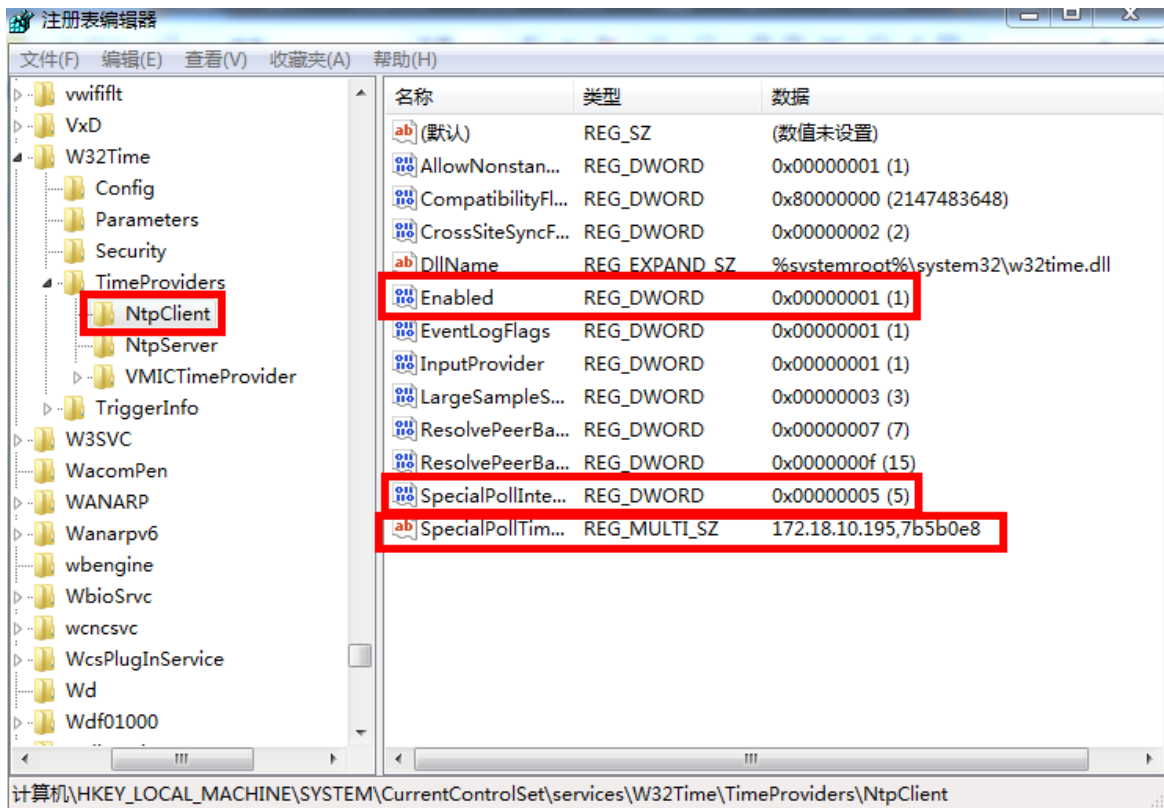 注册表编辑器
文件(F) 编辑(E) 查看(V) 收藏夹(A) 帮助(H)
vwififlt
VxD
W32Time
Config
Parameters
Security
TimeProviders
NtpClient
NtpServer
VMICTimeProvider
TriggerInfo
W3SVC
WacomPen
WANARP
Wanarpv6
wbengine
WbioSrvc
wcncsvc
WcsPlugInService
Wd
Wdf01000
名称 类型 数据
(默认) REG_SZ (数值未设置)
AllowNonstan... REG_DWORD 0x00000001 (1)
CompatibilityFl... REG_DWORD 0x80000000 (2147483648)
CrossSiteSyncF... REG_DWORD 0x00000002 (2)
DllName REG_EXPAND_SZ %systemroot%\system32\w32time.dll
Enabled REG_DWORD 0x00000001 (1)
EventLogFlags REG_DWORD 0x00000001 (1)
InputProvider REG_DWORD 0x00000001 (1)
LargeSampleS... REG_DWORD 0x00000003 (3)
ResolvePeerBa... REG_DWORD 0x00000007 (7)
ResolvePeerBa... REG_DWORD 0x0000000f (15)
SpecialPollInte... REG_DWORD 0x00000005 (5)
SpecialPollTim... REG_MULTI_SZ 172.18.10.195,7b5b0e8
计算机\HKEY_LOCAL_MACHINE\SYSTEM\CurrentControlSet\services\W32Time\TimeProviders\NtpClient